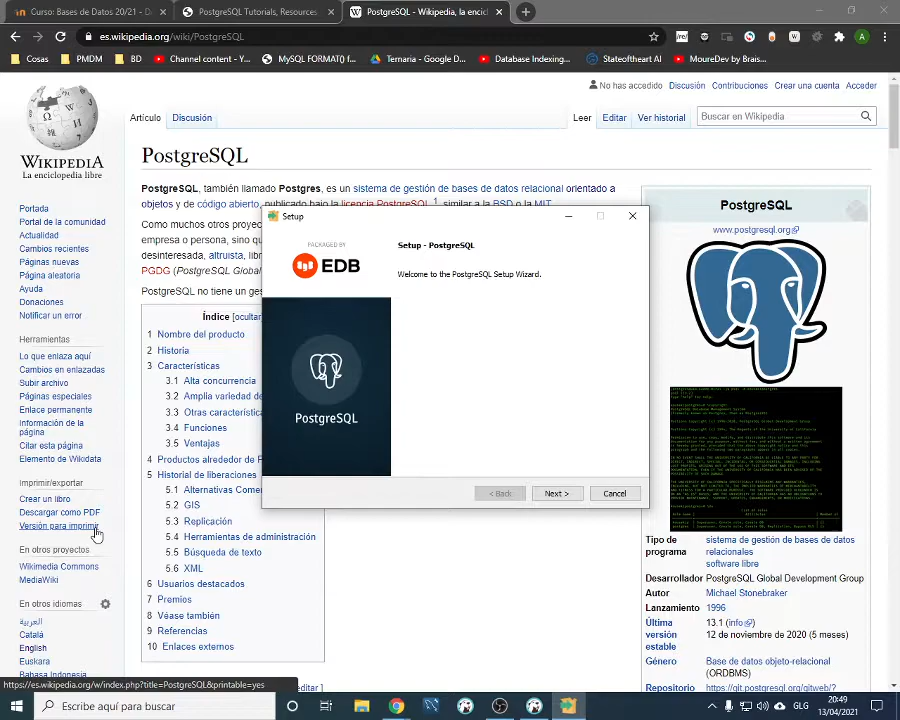 Curso: Bases de Datos 20/21 - D
PostgreSQL Tutorials, Resources
PostgreSQL - Wikipedia, la encicl
es.wikipedia.org/wiki/PostgreSQL
Cosas
PMDM
BD
Channel content - Y...
MySQL FORMAT() f...
Temaria - Google D...
Database Indexing,...
Stateoftheart AI
MoureDev by Brais...
No has accedido Discusión Contribuciones Crear una cuenta Acceder
WIKIPEDIA
La enciclopedia libre
Artículo Discusión
Leer Editar Ver historial
Buscar en Wikipedia
PostgreSQL
PostgreSQL, también llamado Postgres, es un sistema de gestión de bases de datos relacional orientado a
objetos y de código abierto, publicado bajo la licencia PostgreSQL,1 similar a la BSD o la MIT.
Como muchos otros proyec
empresa o persona, sino qu
desinteresada, altruista, libr
PGDG (PostgreSQL Global
PostgreSQL no tiene un ges
Portada
Portal de la comunidad
Actualidad
Cambios recientes
Páginas nuevas
Página aleatoria
Ayuda
Donaciones
Notificar un error
Herramientas
Lo que enlaza aquí
Cambios en enlazadas
Subir archivo
Páginas especiales
Enlace permanente
Información de la
página
Citar esta página
Elemento de Wikidata
Imprimir/exportar
Crear un libro
Descargar como PDF
Versión para imprimir
En otros proyectos
Wikimedia Commons
MediaWiki
En otros idiomas
العربية
Català
English
Euskara
Bahasa Indonesia
Índice [ocultar
1 Nombre del producto
2 Historia
3 Características
3.1 Alta concurrencia
3.2 Amplia variedad de
3.3 Otras característica
3.4 Funciones
3.5 Ventajas
4 Productos alrededor de P
5 Historial de liberaciones
5.1 Alternativas Comer
5.2 GIS
5.3 Replicación
5.4 Herramientas de administración
5.5 Búsqueda de texto
5.6 XML
6 Usuarios destacados
7 Premios
8 Véase también
9 Referencias
10 Enlaces externos
editar ]
Setup
PACKAGED BY
EDB
PostgreSQL
Setup - PostgreSQL
Welcome to the PostgreSQL Setup Wizard.
< Back
Next >
Cancel
PostgreSQL
www.postgresql.org
Tipo de
programa
sistema de gestión de bases de datos
relacionales
software libre
Desarrollador PostgreSQL Global Development Group
Autor Michael Stonebraker
Lanzamiento 1996
Última
versión
estable
13.1 (info)
12 de noviembre de 2020 (5 meses)
Género Base de datos objeto-relacional
(ORDBMS)
Repositorio https://git.postgresql.org/gitweb/?
https://es.wikipedia.org/w/index.php?title=PostgreSQL&printable=yes
Escribe aquí para buscar
GLG
20:49
13/04/2021